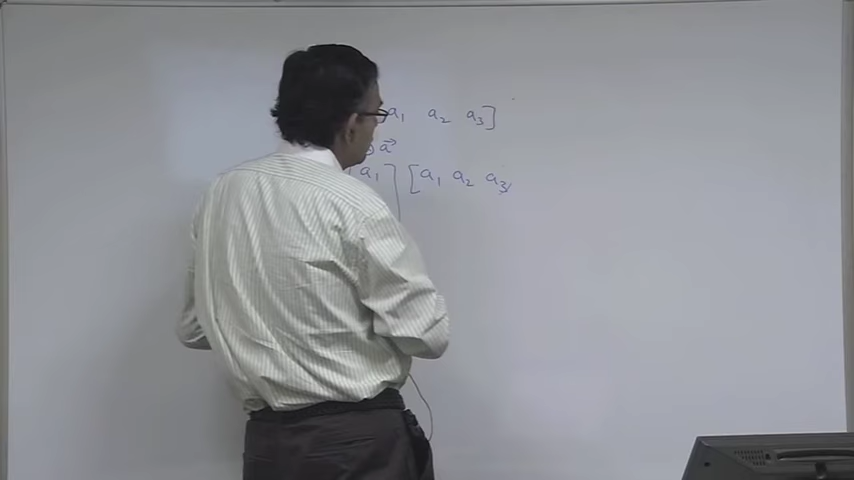 a₁ a₂ a₃]
a⃗
a₁] [a₁ a₂ a₃